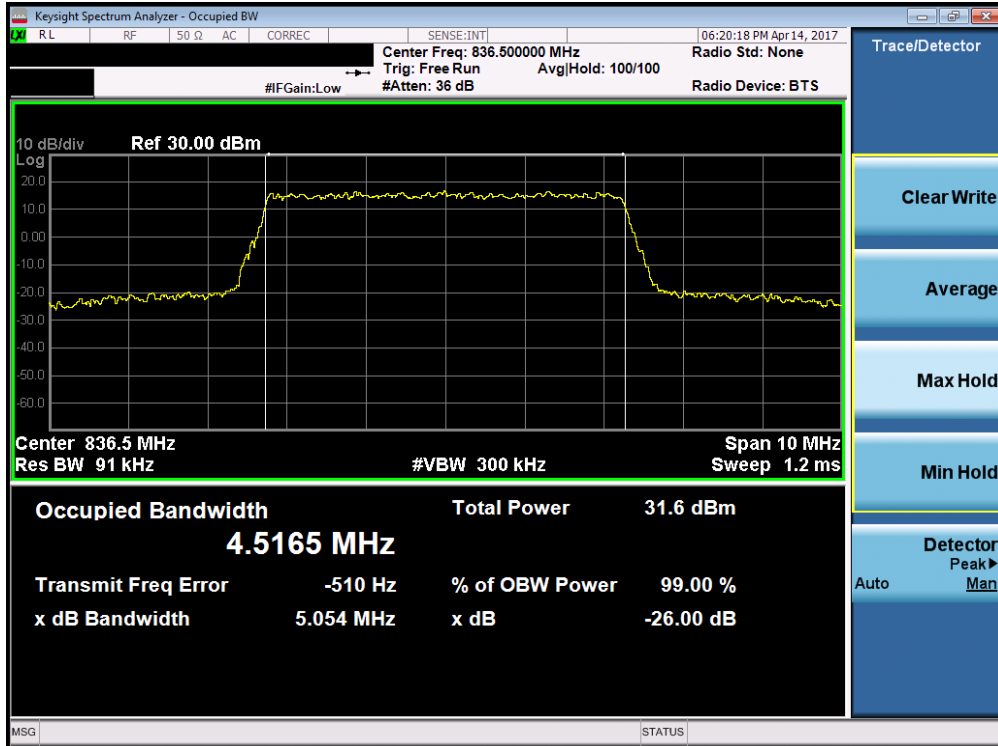 Keysight Spectrum Analyzer - Occupied BW
LXI RL RF 50 Ω AC CORREC SENSE:INT 06:20:18 PM Apr 14, 2017
Center Freq: 836.500000 MHz Radio Std: None
Trig: Free Run Avg|Hold: 100/100
#IFGain:Low #Atten: 36 dB Radio Device: BTS
10 dB/div Ref 30.00 dBm
Log
20.0
10.0
0.00
-10.0
-20.0
-30.0
-40.0
-50.0
-60.0
Center 836.5 MHz Span 10 MHz
Res BW 91 kHz #VBW 300 kHz Sweep 1.2 ms
Occupied Bandwidth Total Power 31.6 dBm
4.5165 MHz
Transmit Freq Error -510 Hz % of OBW Power 99.00 %
x dB Bandwidth 5.054 MHz x dB -26.00 dB
MSG STATUS
Trace/Detector
Clear Write
Average
Max Hold
Min Hold
Detector
Peak▶
Auto Man